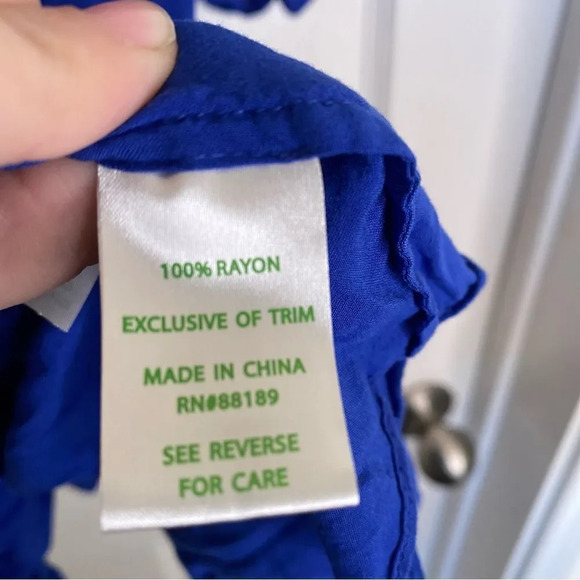 100% RAYON
EXCLUSIVE OF TRIM
MADE IN CHINA
RN#88189
SEE REVERSE
FOR CARE